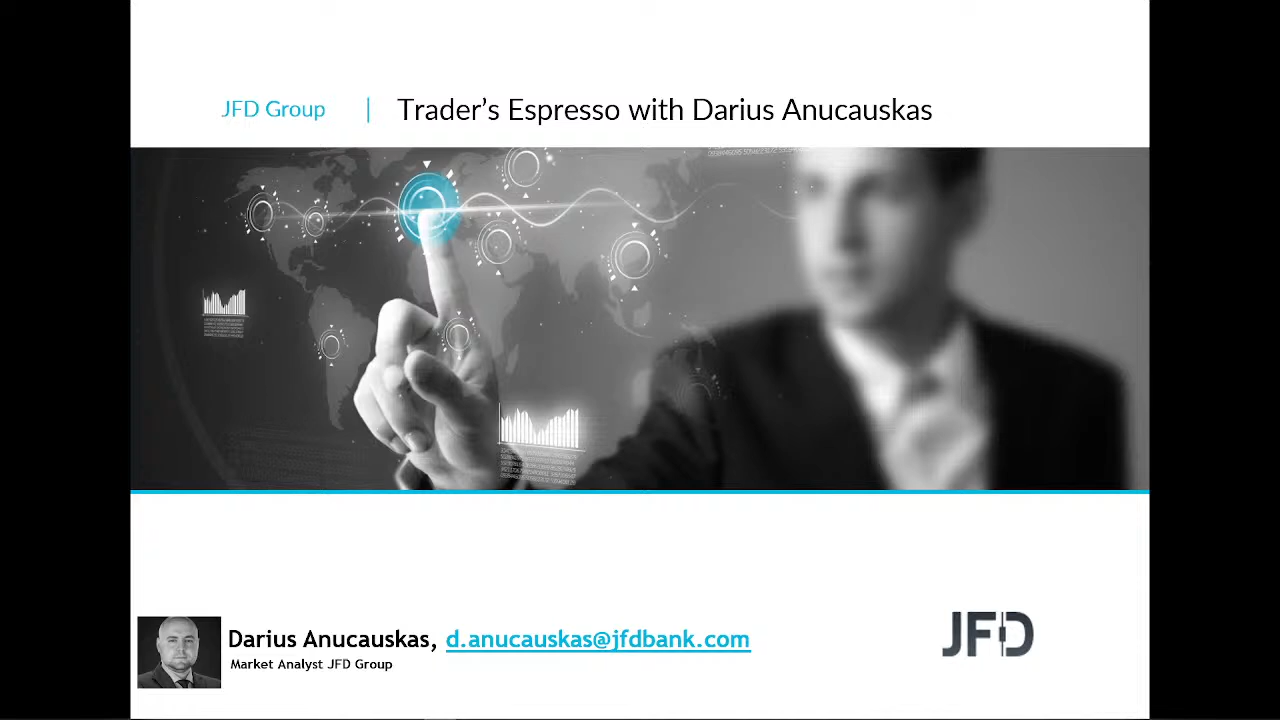 JFD Group | Trader’s Espresso with Darius Anucauskas
Darius Anucauskas, d.anucauskas@jfdbank.com
Market Analyst JFD Group
JFD